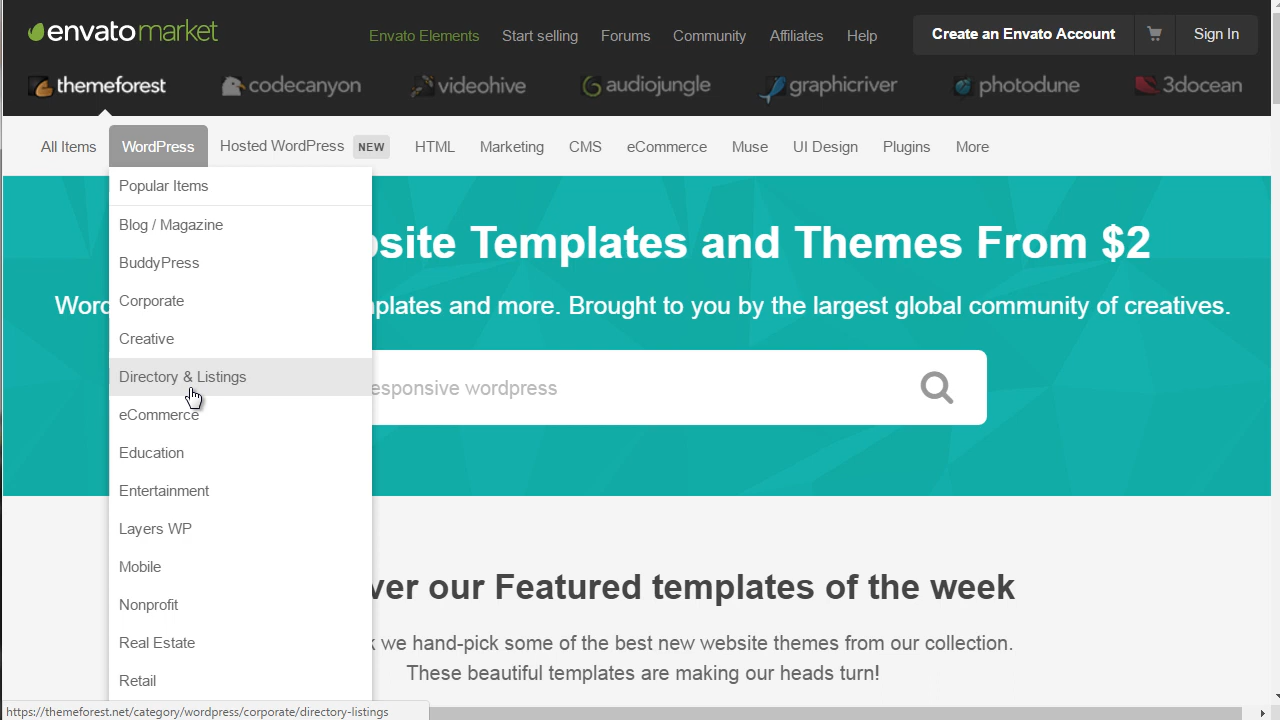 envatomarket
Envato Elements
Start selling
Forums
Community
Affiliates
Help
Create an Envato Account
Sign In
themeforest
codecanyon
videohive
audiojungle
graphicriver
photodune
3docean
All Items
WordPress
Hosted WordPress NEW
HTML
Marketing
CMS
eCommerce
Muse
UI Design
Plugins
More
Popular Items
Blog / Magazine
BuddyPress
Corporate
Creative
Directory & Listings
eCommerce
Education
Entertainment
Layers WP
Mobile
Nonprofit
Real Estate
Retail
Templates and Themes From $2
and more. Brought to you by the largest global community of creatives.
wordpress
our Featured templates of the week
we hand-pick some of the best new website themes from our collection.
These beautiful templates are making our heads turn!
https://themeforest.net/category/wordpress/corporate/directory-listings